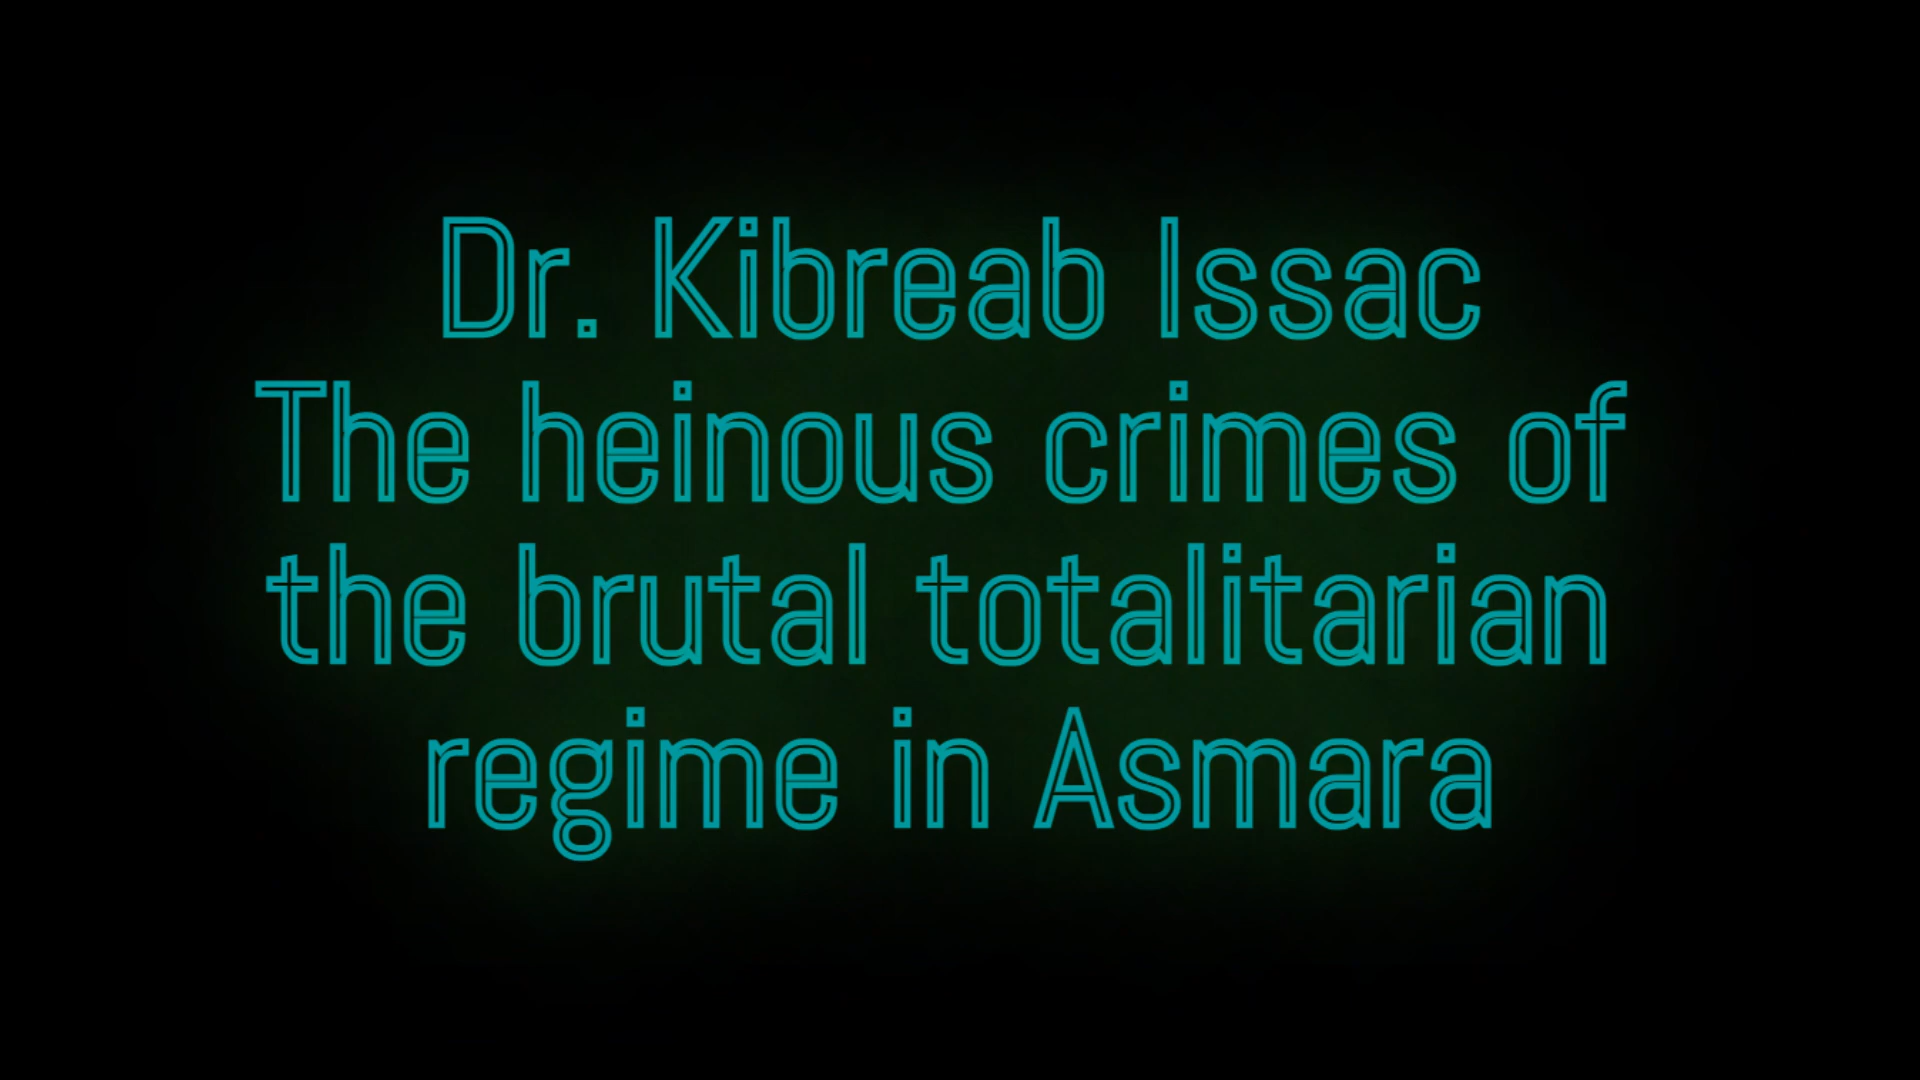 Dr. Kibreab Issac
The heinous crimes of
the brutal totalitarian
regime in Asmara